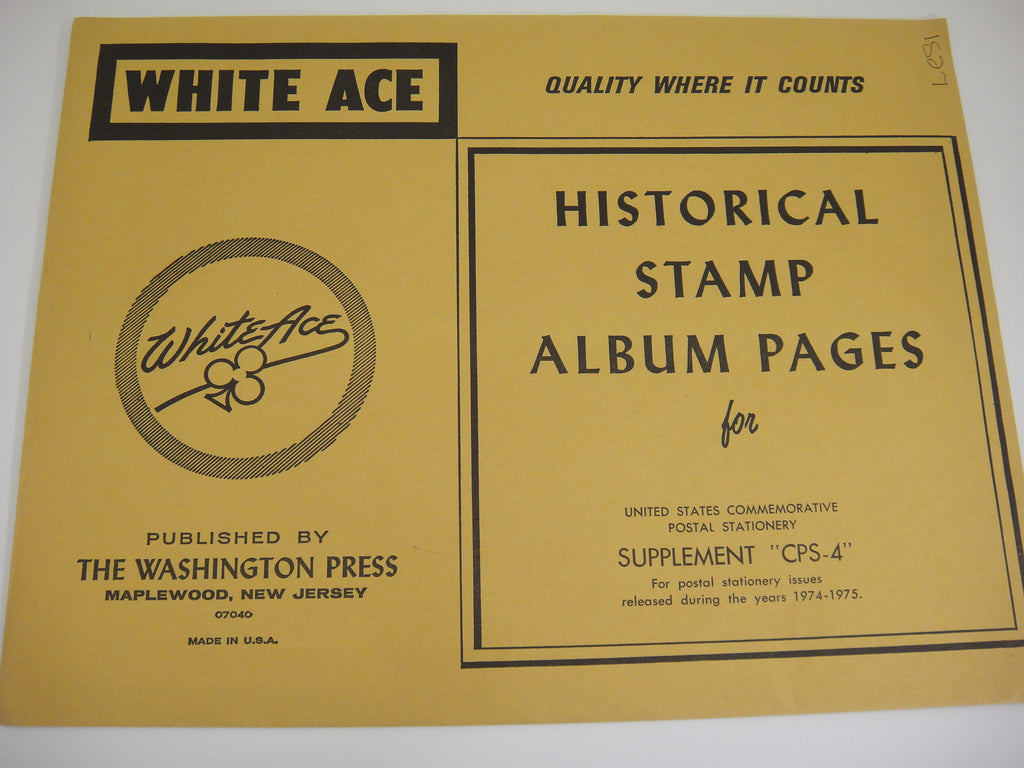 WHITE ACE
QUALITY WHERE IT COUNTS
HISTORICAL
STAMP
ALBUM PAGES
for
UNITED STATES COMMEMORATIVE
POSTAL STATIONERY
SUPPLEMENT "CPS-4"
For postal stationery issues
released during the years 1974-1975.
White Ace
PUBLISHED BY
THE WASHINGTON PRESS
MAPLEWOOD, NEW JERSEY
07040
MADE IN U.S.A.